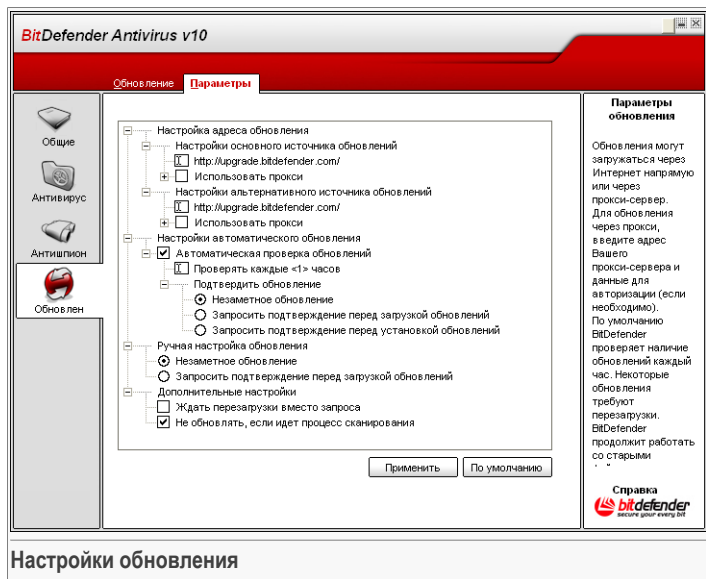 BitDefender Antivirus v10
Обновление Параметры
Общие
Антивирус
Антишпион
Обновлен
Настройка адреса обновления
Настройки основного источника обновлений
http://upgrade.bitdefender.com/
Использовать прокси
Настройки альтернативного источника обновлений
http://upgrade.bitdefender.com/
Использовать прокси
Настройки автоматического обновления
Автоматическая проверка обновлений
Проверять каждые <1> часов
Подтвердить обновление
Незаметное обновление
Запросить подтверждение перед загрузкой обновлений
Запросить подтверждение перед установкой обновлений
Ручная настройка обновления
Незаметное обновление
Запросить подтверждение перед загрузкой обновлений
Дополнительные настройки
Ждать перезагрузки вместо запроса
Не обновлять, если идет процесс сканирования
Применить По умолчанию
Параметры
обновления
Обновления могут
загружаться через
Интернет напрямую
или через
прокси-сервер.
Для обновления
через прокси,
введите адрес
Вашего
прокси-сервера и
данные для
авторизации (если
необходимо).
По умолчанию
BitDefender
проверяет наличие
обновлений каждый
час. Некоторые
обновления
требуют
перезагрузки.
BitDefender
продолжит работать
со старыми
Справка
bitdefender
secure your every bit
Настройки обновления